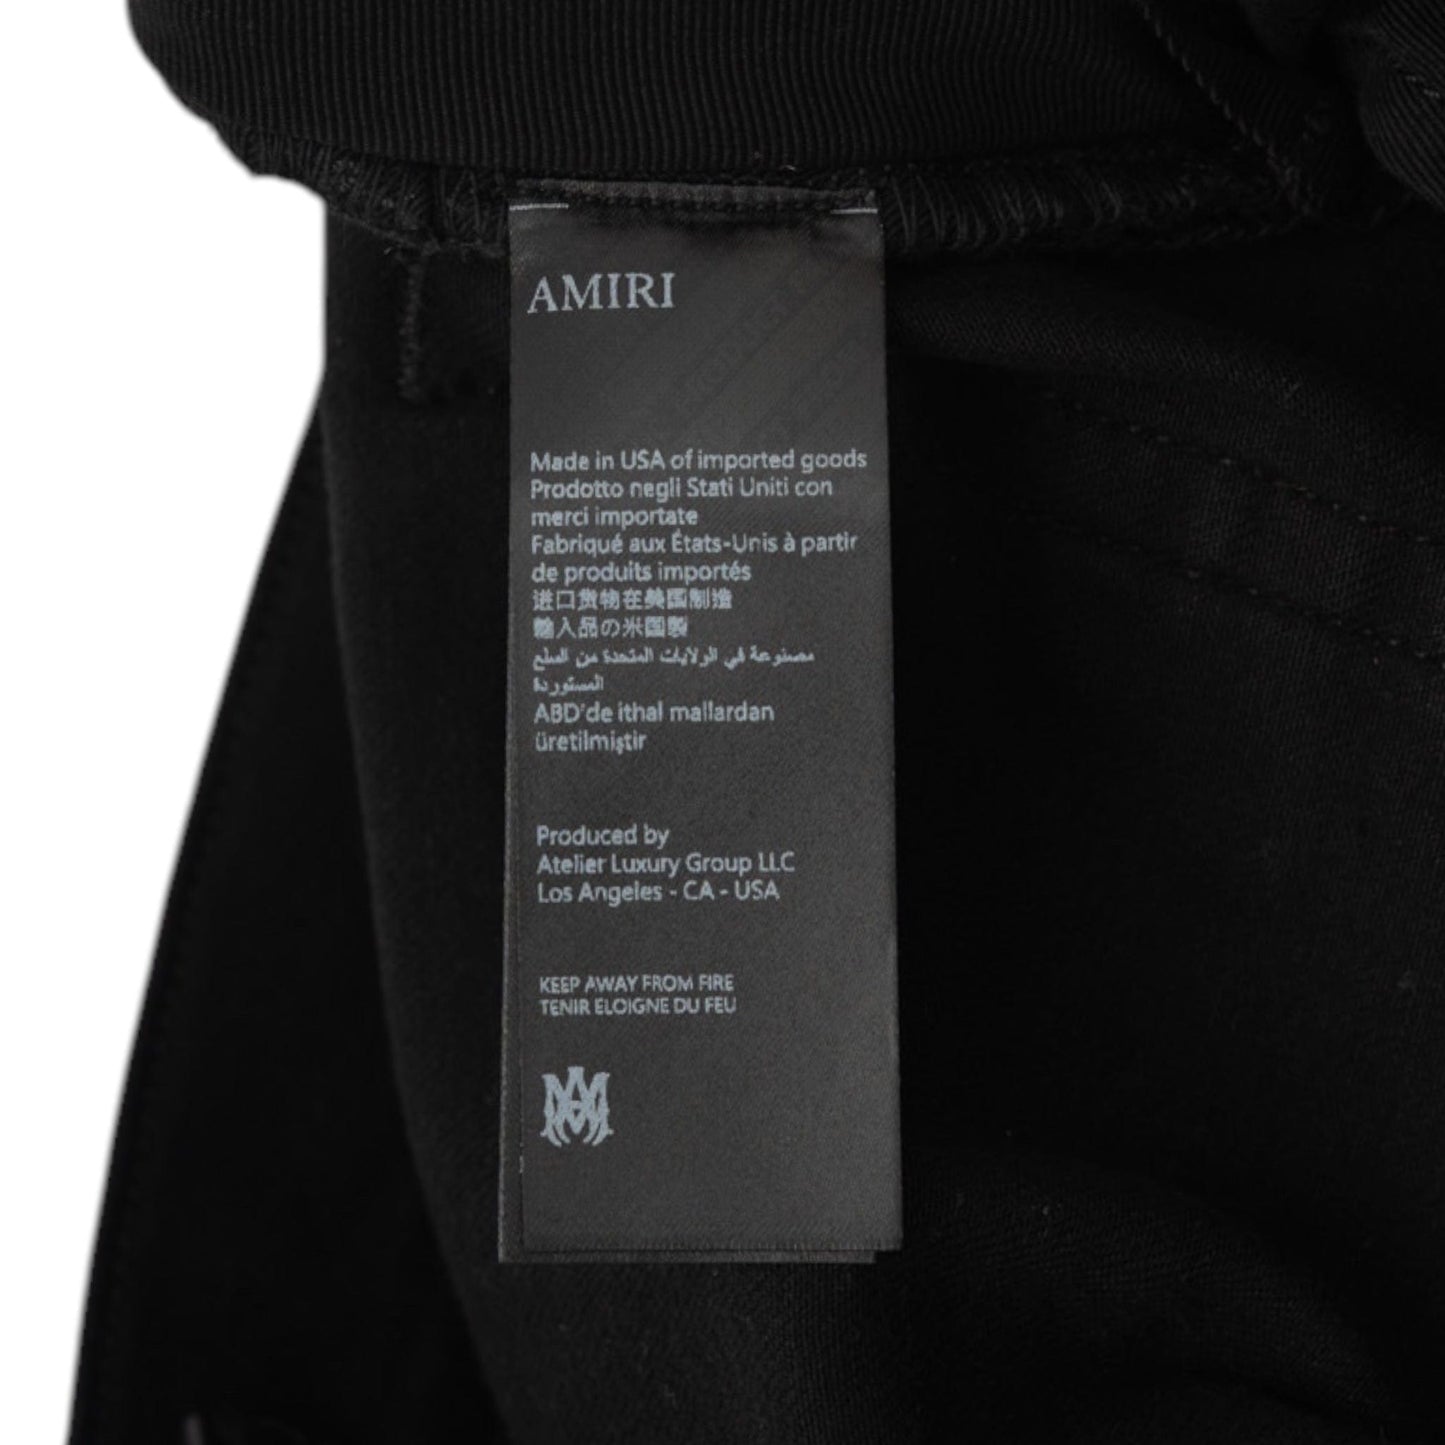 AMIRI
Made in USA of imported goods
Prodotto negli Stati Uniti con
merci importate
Fabriqué aux États-Unis à partir
de produits importés
进口货物在美国制造
輸入品の米国製
مصنوعة في الولايات المتحدة من السلع
المستوردة
ABD'de ithal mallardan
üretilmiştir
Produced by
Atelier Luxury Group LLC
Los Angeles - CA - USA
KEEP AWAY FROM FIRE
TENIR ELOIGNE DU FEU